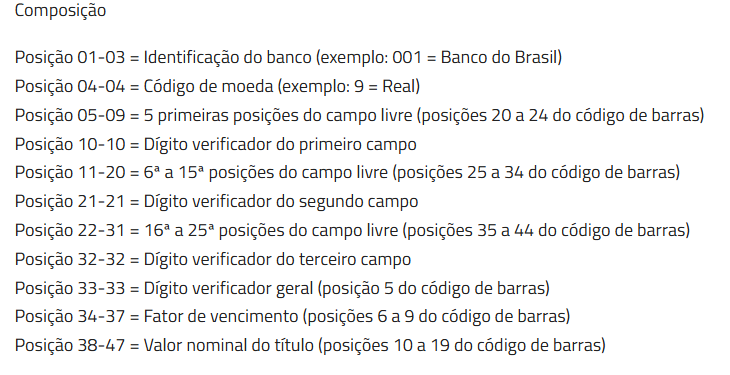 Composição
Posição 01-03 = Identificação do banco (exemplo: 001 = Banco do Brasil)
Posição 04-04 = Código de moeda (exemplo: 9 = Real)
Posição 05-09 = 5 primeiras posições do campo livre (posições 20 a 24 do código de barras)
Posição 10-10 = Dígito verificador do primeiro campo
Posição 11-20 = 6ª a 15ª posições do campo livre (posições 25 a 34 do código de barras)
Posição 21-21 = Dígito verificador do segundo campo
Posição 22-31 = 16ª a 25ª posições do campo livre (posições 35 a 44 do código de barras)
Posição 32-32 = Dígito verificador do terceiro campo
Posição 33-33 = Dígito verificador geral (posição 5 do código de barras)
Posição 34-37 = Fator de vencimento (posições 6 a 9 do código de barras)
Posição 38-47 = Valor nominal do título (posições 10 a 19 do código de barras)